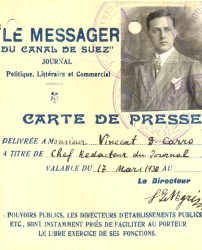 "LE MESSAGER
DU CANAL DE SUEZ"
JOURNAL
Politique, Littéraire et Commercial
CARTE DE PRESSE
DÉLIVRÉE A Monsieur Vincent D. Carro
A TITRE DE Chef Redacteur du Journal
VALABLE DU 17 Mars 1930 AU
Le Directeur
POUVOIRS PUBLICS, LES DIRECTEURS D'ÉTABLISSEMENTS PUBLICS
ETC., SONT INSTAMMENT PRIÉS DE FACILITER AU PORTEUR
LE LIBRE EXERCICE DE SES FONCTIONS.